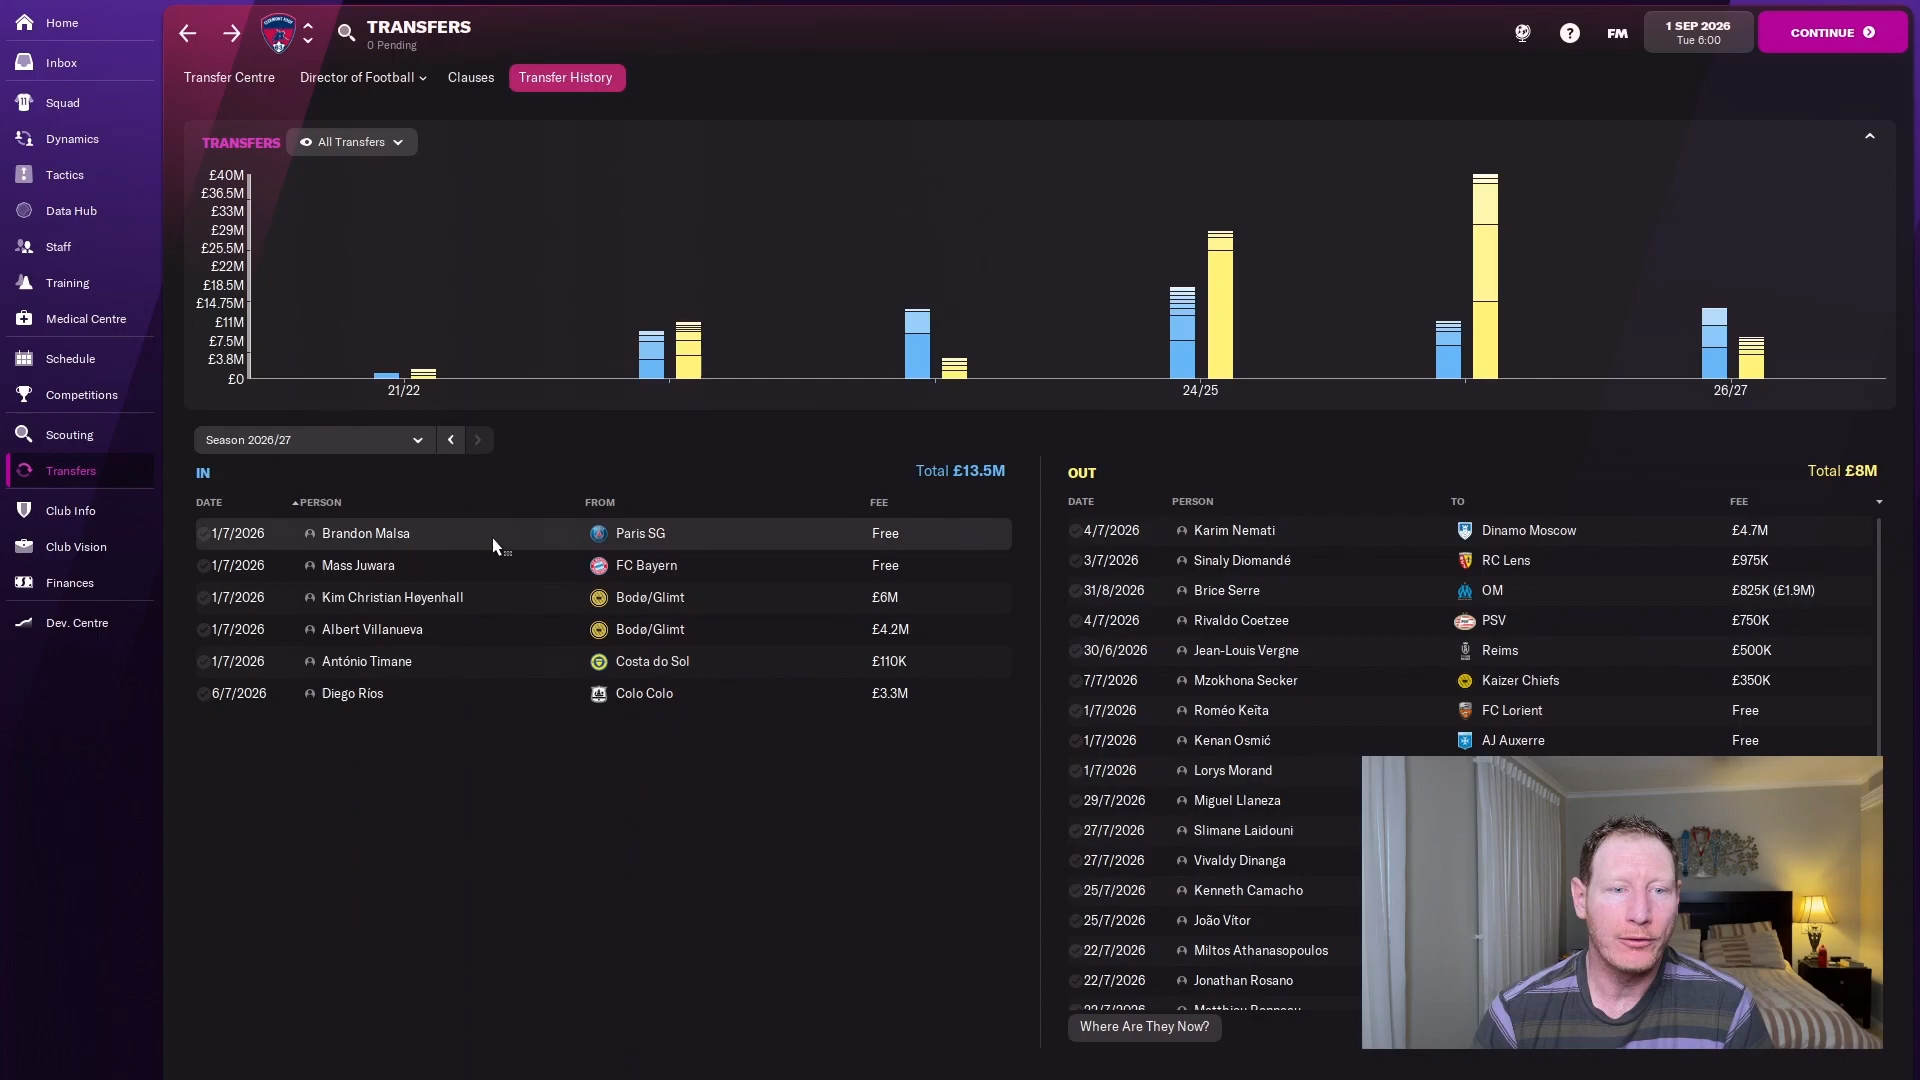 Home
Inbox
Squad
Dynamics
Tactics
Data Hub
Staff
Training
Medical Centre
Schedule
Competitions
Scouting
Transfers
Club Info
Club Vision
Finances
Dev. Centre
TRANSFERS
0 Pending
FM
1 SEP 2026
Tue 6:00
CONTINUE
Transfer Centre
Director of Football
Clauses
Transfer History
TRANSFERS
All Transfers
£40M
£36.5M
£33M
£29M
£25.5M
£22M
£18.5M
£14.75M
£11M
£7.5M
£3.8M
£0
21/22
24/25
26/27
Season 2026/27
IN
Total £13.5M
DATE PERSON FROM FEE
1/7/2026 Brandon Malsa Paris SG Free
1/7/2026 Mass Juwara FC Bayern Free
1/7/2026 Kim Christian Høyenhall Bodø/Glimt £6M
1/7/2026 Albert Villanueva Bodø/Glimt £4.2M
1/7/2026 António Timane Costa do Sol £110K
6/7/2026 Diego Ríos Colo Colo £3.3M
OUT
Total £8M
DATE PERSON TO FEE
4/7/2026 Karim Nemati Dinamo Moscow £4.7M
3/7/2026 Sinaly Diomandé RC Lens £975K
31/8/2026 Brice Serre OM £825K (£1.9M)
4/7/2026 Rivaldo Coetzee PSV £750K
30/6/2026 Jean-Louis Vergne Reims £500K
7/7/2026 Mzokhona Secker Kaizer Chiefs £350K
1/7/2026 Roméo Keïta FC Lorient Free
1/7/2026 Kenan Osmić AJ Auxerre Free
1/7/2026 Lorys Morand
29/7/2026 Miguel Llaneza
27/7/2026 Slimane Laidouni
27/7/2026 Vivaldy Dinanga
25/7/2026 Kenneth Camacho
25/7/2026 João Vítor
22/7/2026 Miltos Athanasopoulos
22/7/2026 Jonathan Rosano
Where Are They Now?